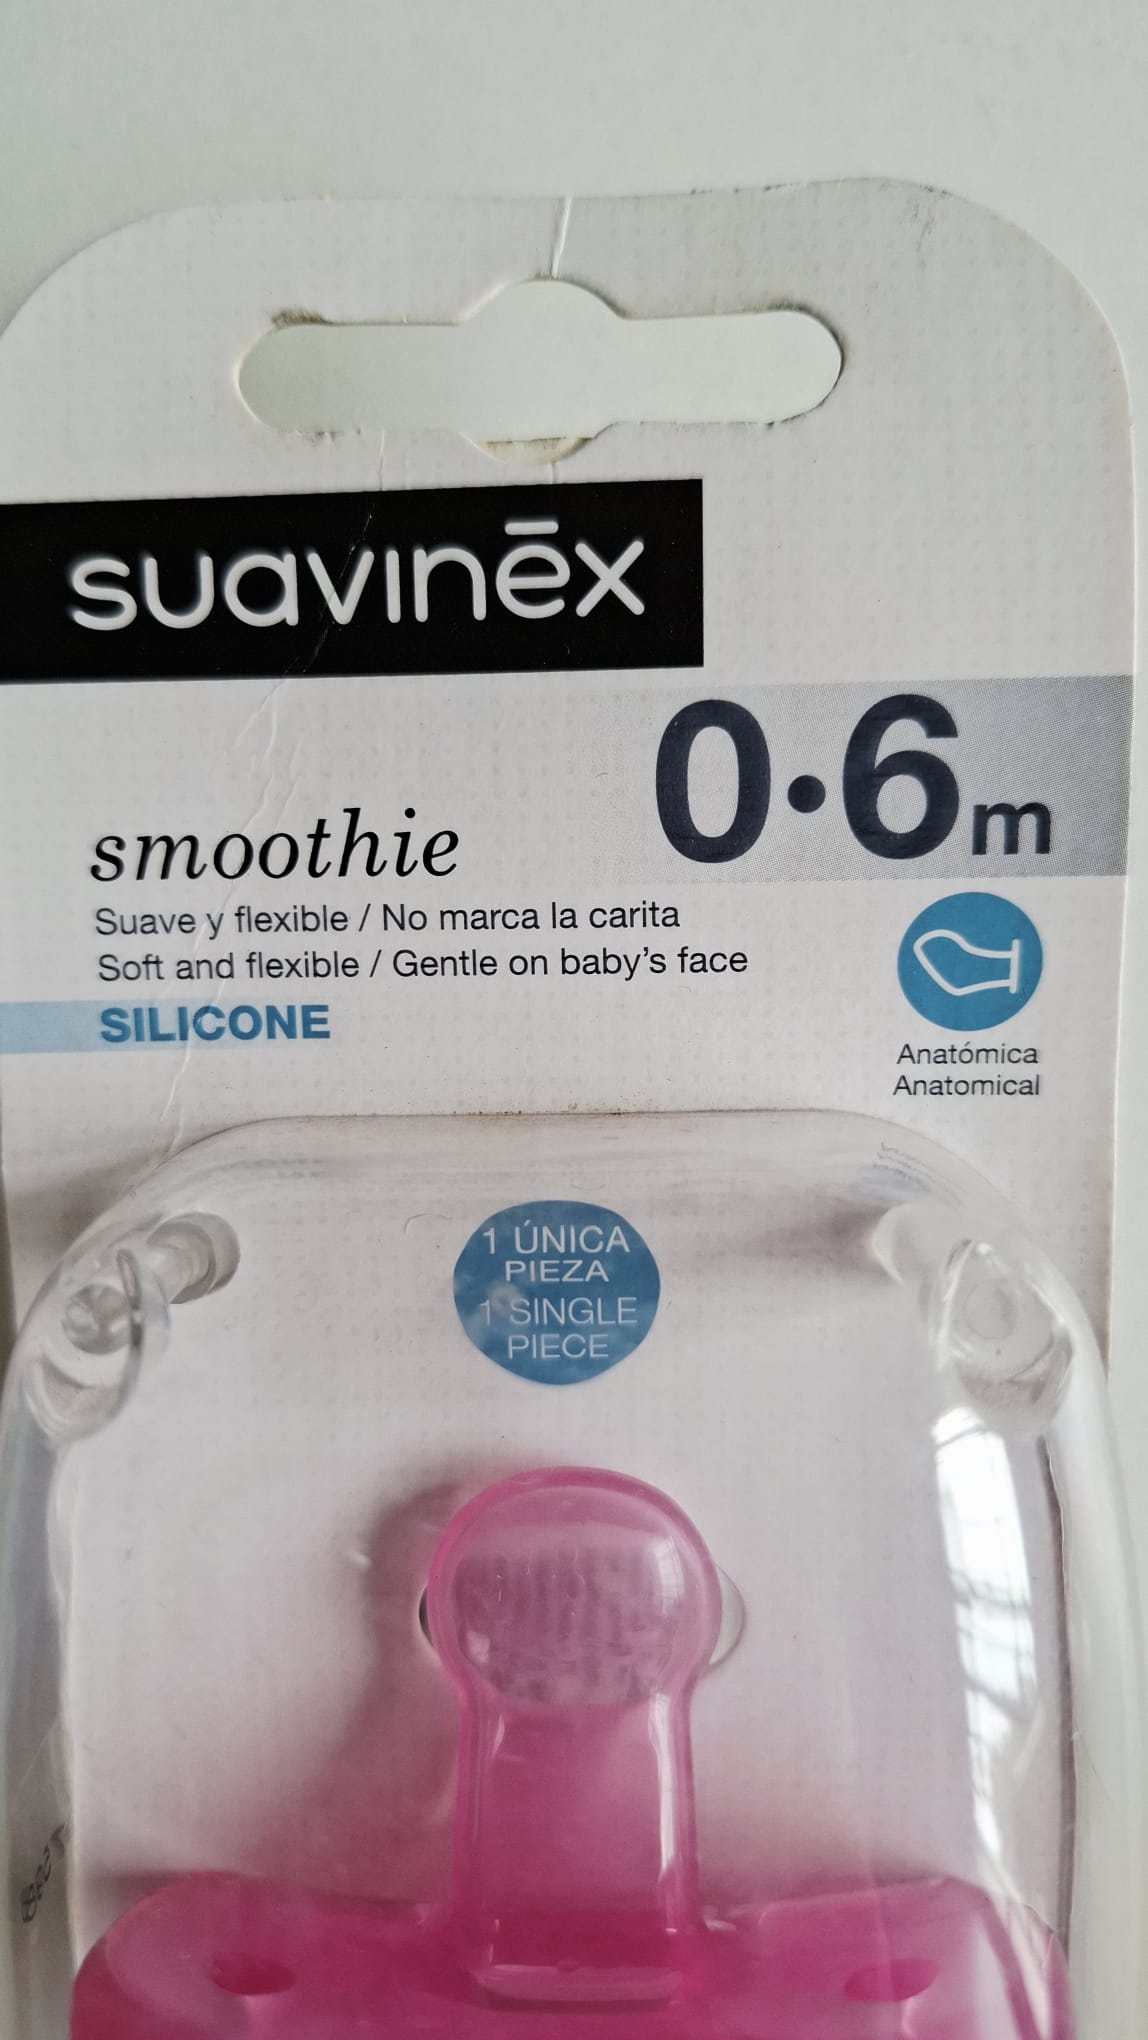 suavinēx
0•6m
smoothie
Suave y flexible / No marca la carita
Soft and flexible / Gentle on baby's face
SILICONE
Anatómica
Anatomical
1 ÚNICA
PIEZA
1 SINGLE
PIECE